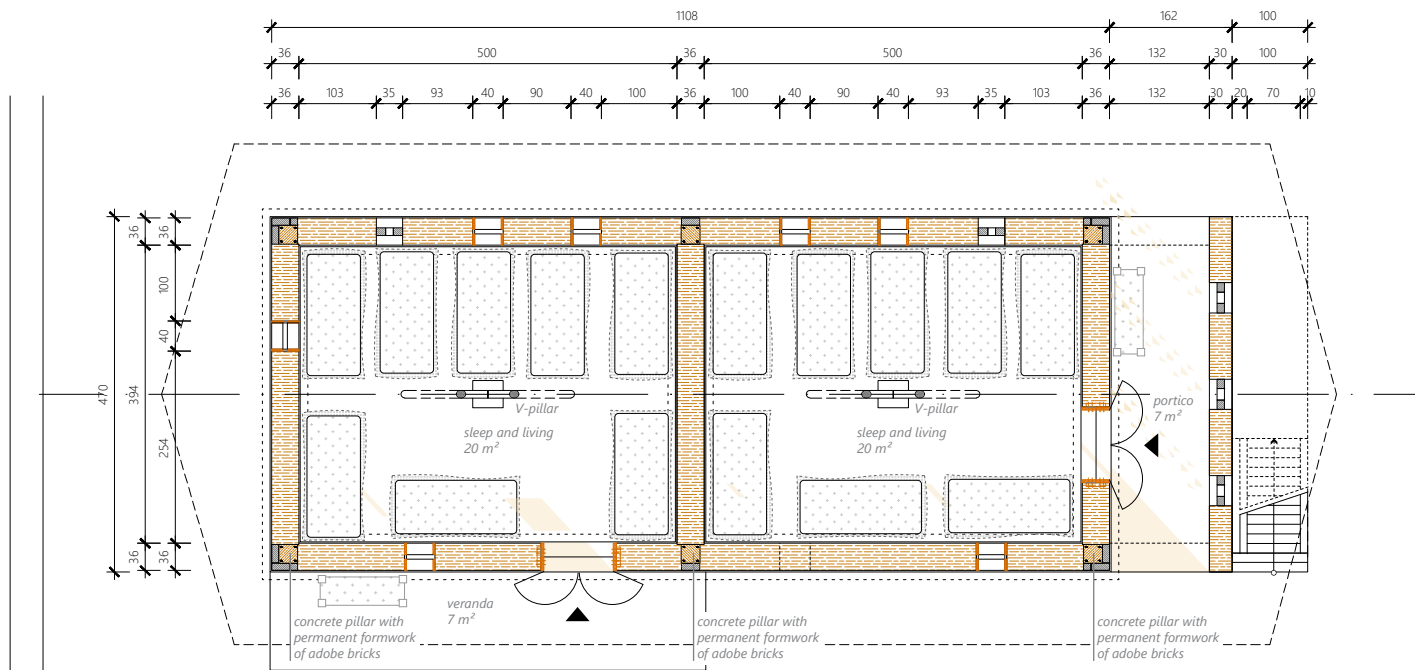 1108 162 100
36 500 36 500 36 132 30 100
36 103 35 93 40 90 40 100 36 100 40 90 40 93 35 103 36 132 30 20 70 10
470
36 394 36
36 100 40 254 36
V-pillar
sleep and living
20 m²
V-pillar
sleep and living
20 m²
portico
7 m²
veranda
7 m²
concrete pillar with
permanent formwork
of adobe bricks
concrete pillar with
permanent formwork
of adobe bricks
concrete pillar with
permanent formwork
of adobe bricks